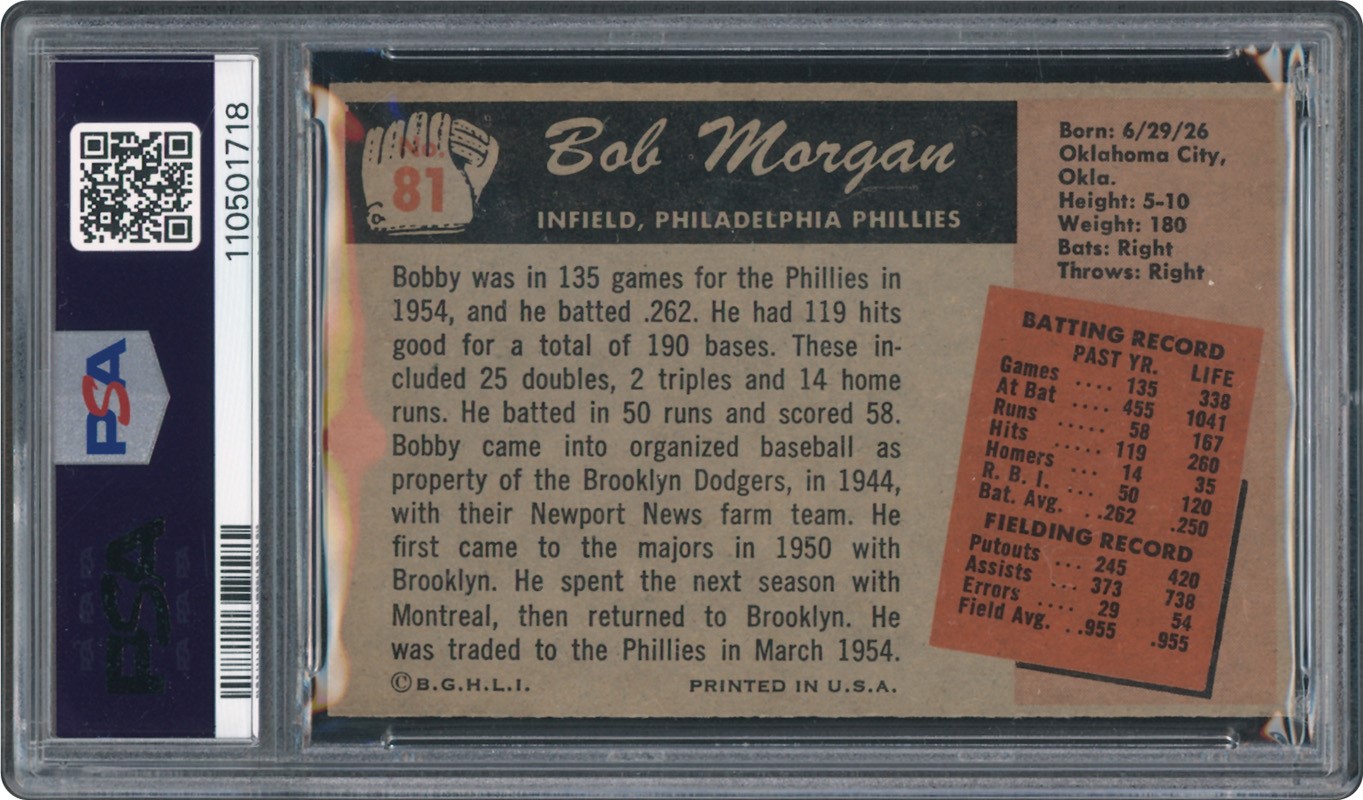 110501718
PSA
PSA
No.
81
Bob Morgan
INFIELD, PHILADELPHIA PHILLIES
Born: 6/29/26
Oklahoma City,
Okla.
Height: 5-10
Weight: 180
Bats: Right
Throws: Right
Bobby was in 135 games for the Phillies in
1954, and he batted .262. He had 119 hits
good for a total of 190 bases. These in-
cluded 25 doubles, 2 triples and 14 home
runs. He batted in 50 runs and scored 58.
Bobby came into organized baseball as
property of the Brooklyn Dodgers, in 1944,
with their Newport News farm team. He
first came to the majors in 1950 with
Brooklyn. He spent the next season with
Montreal, then returned to Brooklyn. He
was traded to the Phillies in March 1954.
©B.G.H.L.I. PRINTED IN U.S.A.
BATTING RECORD
PAST YR. LIFE
Games .... 135 338
At Bat .... 455 1041
Runs ..... 58 167
Hits ..... 119 260
Homers ... 14 35
R. B. I. .... 50 120
Bat. Avg. ..262 .250
FIELDING RECORD
Putouts ... 245 420
Assists ... 373 738
Errors .... 29 54
Field Avg. ..955 .955